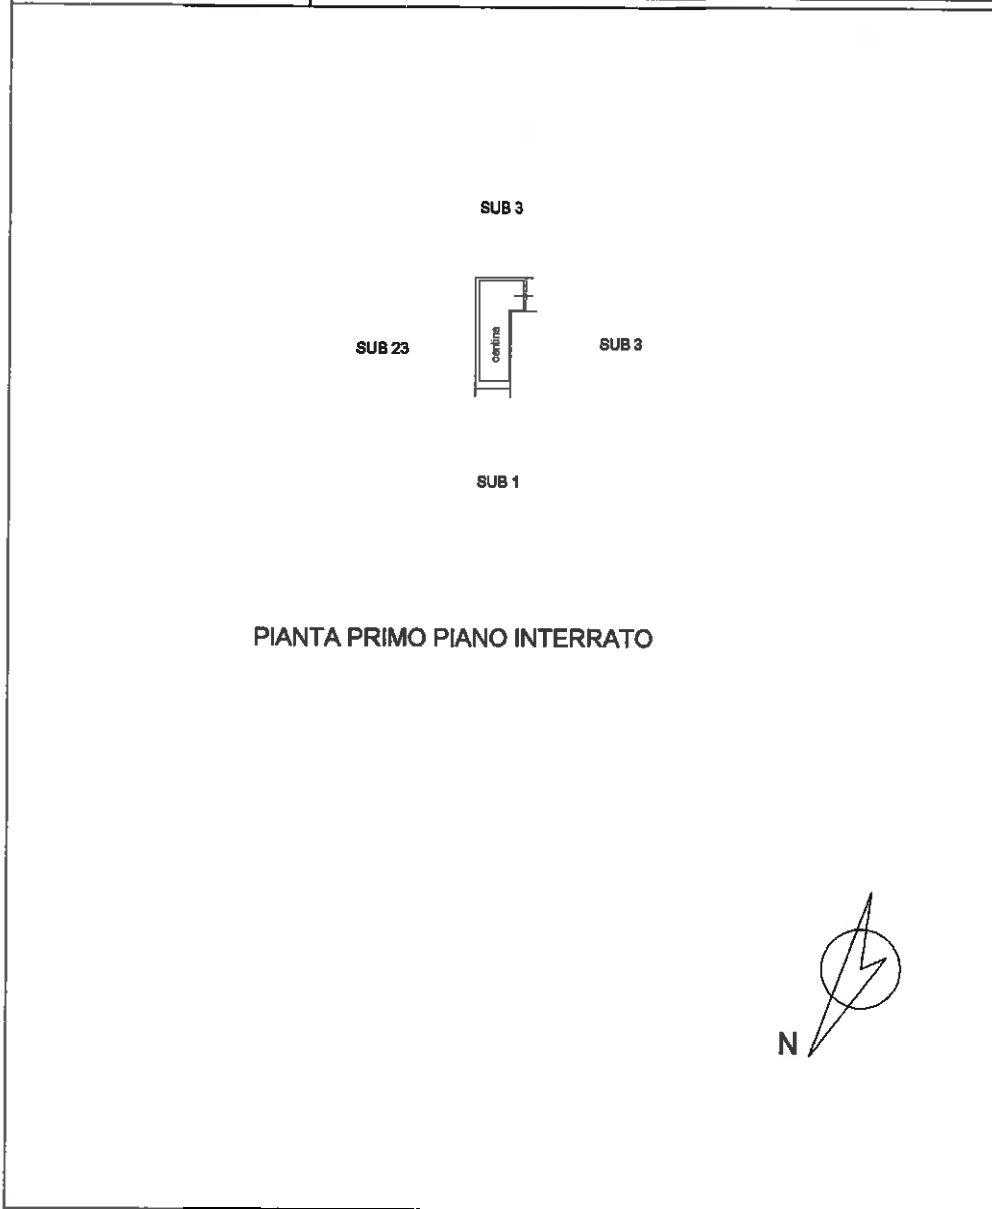 SUB 3
SUB 23
cantina
SUB 3
SUB 1
PIANTA PRIMO PIANO INTERRATO
N